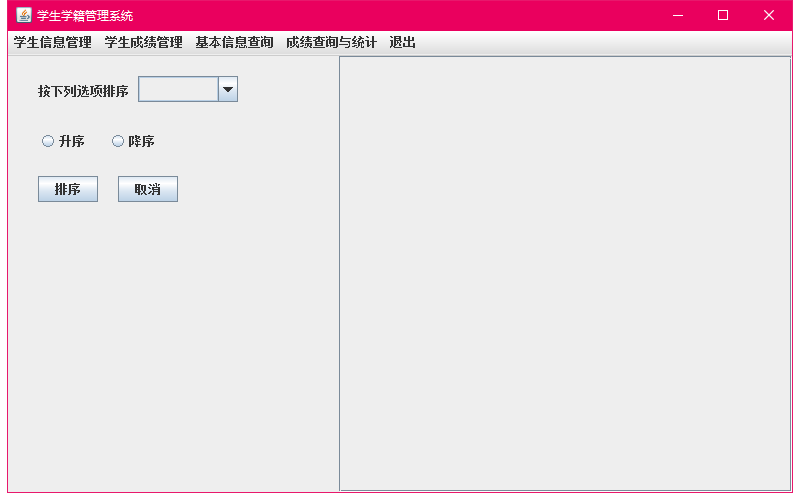 学生学籍管理系统
学生信息管理 学生成绩管理 基本信息查询 成绩查询与统计 退出
按下列选项排序
升序 降序
排序 取消